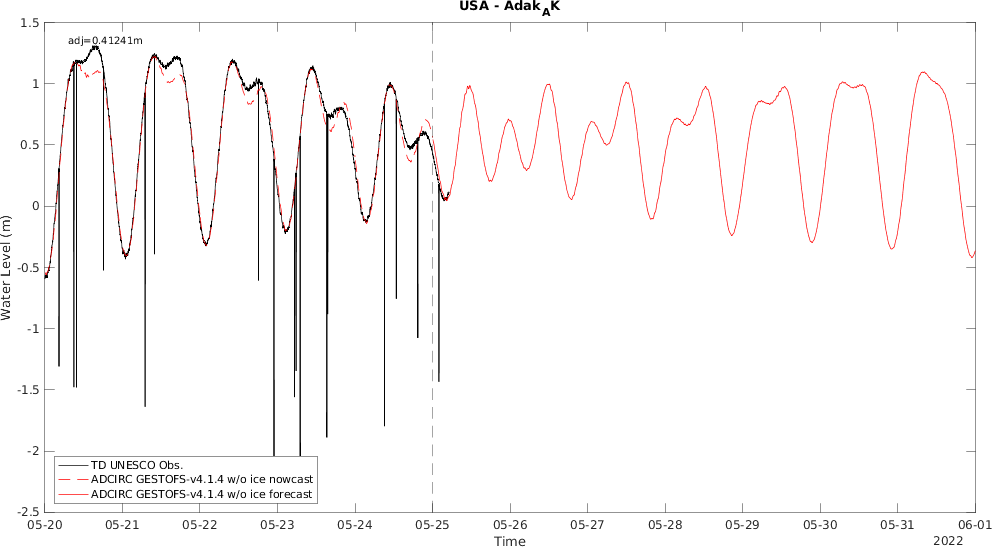 USA - Adak_AK
adj=0.41241m
1.5
1
0.5
0
-0.5
-1
-1.5
-2
-2.5
Water Level (m)
TD UNESCO Obs.
ADCIRC GESTOFS-v4.1.4 w/o ice nowcast
ADCIRC GESTOFS-v4.1.4 w/o ice forecast
05-20 05-21 05-22 05-23 05-24 05-25 05-26 05-27 05-28 05-29 05-30 05-31 06-01
Time
2022